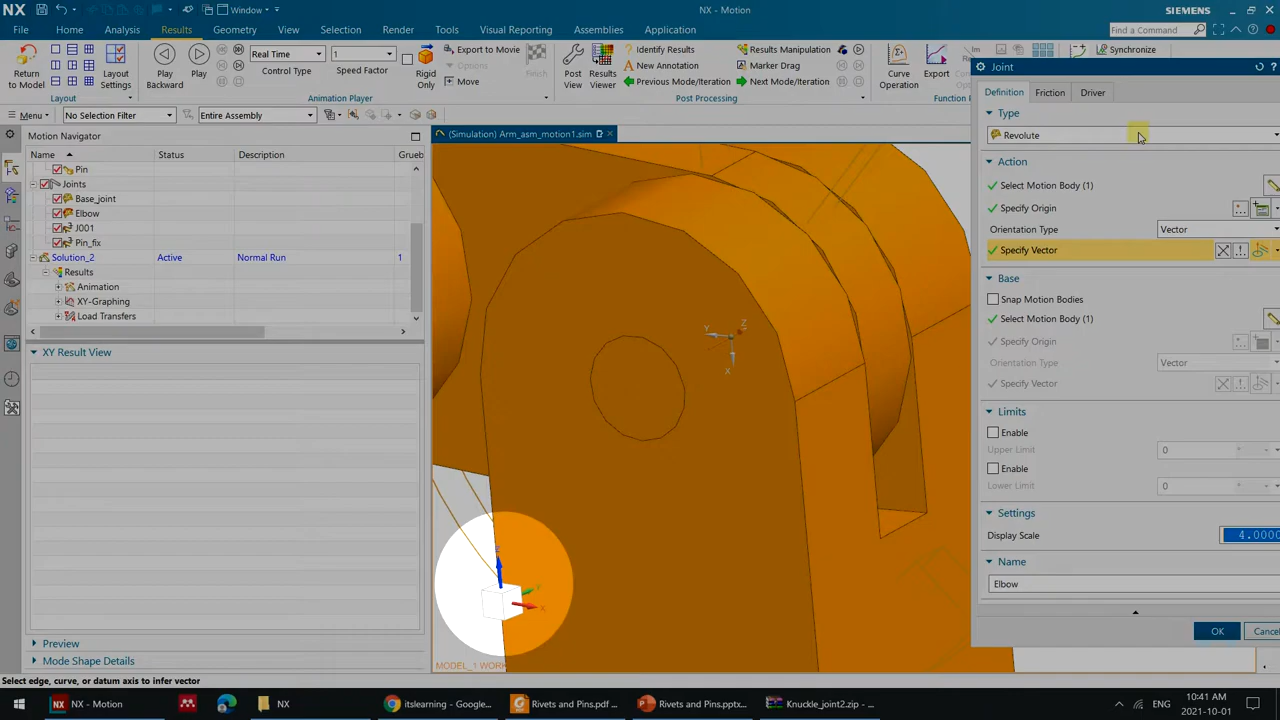 NX
Window
NX - Motion
SIEMENS
File
Home
Analysis
Results
Geometry
View
Selection
Render
Tools
Visual Reporting
Assemblies
Application
Find a Command
Return to Model
Layout Settings
Layout
Play Backward
Play
Real Time
Control Type
1
Speed Factor
Animation Player
Rigid Only
Export to Movie
Options
Move
Finish
Post View
Results Viewer
Identify Results
New Annotation
Previous Mode/Iteration
Results Manipulation
Marker Drag
Next Mode/Iteration
Post Processing
Curve Operation
Export
Synchronize
Menu
No Selection Filter
Entire Assembly
Motion Navigator
Name
Status
Description
Grueb
Pin
Joints
Base_joint
Elbow
J001
Pin_fix
Solution_2
Active
Normal Run
1
Results
Animation
XY-Graphing
Load Transfers
XY Result View
Preview
Mode Shape Details
(Simulation) Arm_asm_motion1.sim
Y
Z
X
Z
Y
X
MODEL_1 WORK
Joint
Definition
Friction
Driver
Type
Revolute
Action
Select Motion Body (1)
Specify Origin
Orientation Type
Vector
Specify Vector
Base
Snap Motion Bodies
Select Motion Body (1)
Specify Origin
Orientation Type
Vector
Specify Vector
Limits
Enable
Upper Limit
0
°
Enable
Lower Limit
0
°
Settings
Display Scale
4.0000
Name
Elbow
OK
Cancel
Select edge, curve, or datum axis to infer vector
NX - Motion
NX
itslearning - Google...
Rivets and Pins.pdf ...
Rivets and Pins.pptx...
Knuckle_joint2.zip - ...
10:41 AM
2021-10-01